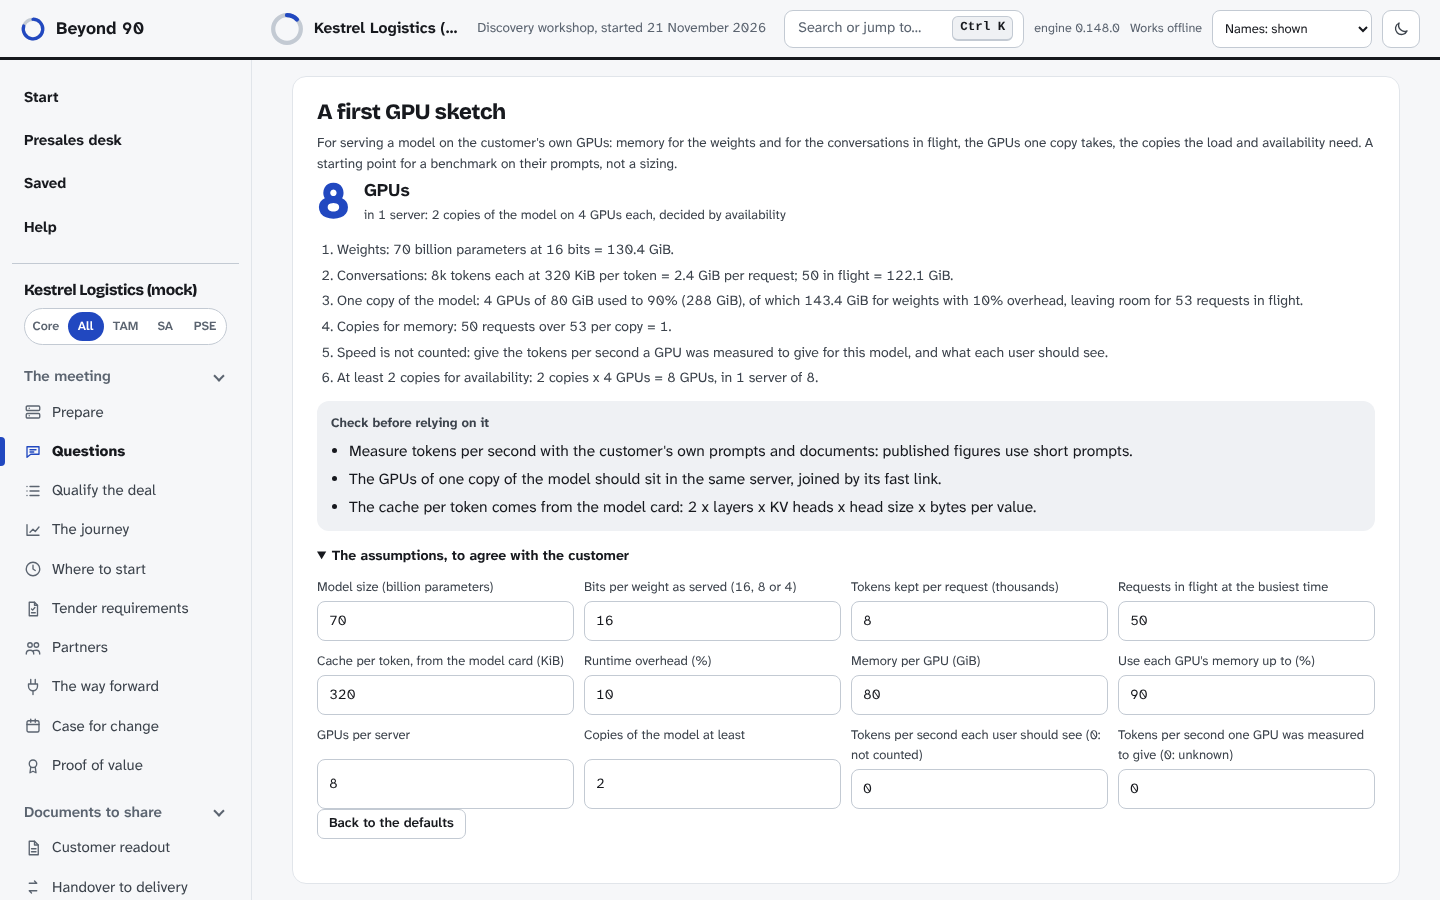 Beyond 90
Kestrel Logistics (...
Discovery workshop, started 21 November 2026
Search or jump to...
Ctrl K
engine 0.148.0
Works offline
Names: shown
Start
Presales desk
Saved
Help
Kestrel Logistics (mock)
Core
All
TAM
SA
PSE
The meeting
Prepare
Questions
Qualify the deal
The journey
Where to start
Tender requirements
Partners
The way forward
Case for change
Proof of value
Documents to share
Customer readout
Handover to delivery
A first GPU sketch
For serving a model on the customer's own GPUs: memory for the weights and for the conversations in flight, the GPUs one copy takes, the copies the load and availability need. A
starting point for a benchmark on their prompts, not a sizing.
8
GPUs
in 1 server: 2 copies of the model on 4 GPUs each, decided by availability
1. Weights: 70 billion parameters at 16 bits = 130.4 GiB.
2. Conversations: 8k tokens each at 320 KiB per token = 2.4 GiB per request; 50 in flight = 122.1 GiB.
3. One copy of the model: 4 GPUs of 80 GiB used to 90% (288 GiB), of which 143.4 GiB for weights with 10% overhead, leaving room for 53 requests in flight.
4. Copies for memory: 50 requests over 53 per copy = 1.
5. Speed is not counted: give the tokens per second a GPU was measured to give for this model, and what each user should see.
6. At least 2 copies for availability: 2 copies x 4 GPUs = 8 GPUs, in 1 server of 8.
Check before relying on it
• Measure tokens per second with the customer's own prompts and documents: published figures use short prompts.
• The GPUs of one copy of the model should sit in the same server, joined by its fast link.
• The cache per token comes from the model card: 2 x layers x KV heads x head size x bytes per value.
The assumptions, to agree with the customer
Model size (billion parameters)
70
Bits per weight as served (16, 8 or 4)
16
Tokens kept per request (thousands)
8
Requests in flight at the busiest time
50
Cache per token, from the model card (KiB)
320
Runtime overhead (%)
10
Memory per GPU (GiB)
80
Use each GPU's memory up to (%)
90
GPUs per server
8
Copies of the model at least
2
Tokens per second each user should see (0:
not counted)
0
Tokens per second one GPU was measured
to give (0: unknown)
0
Back to the defaults